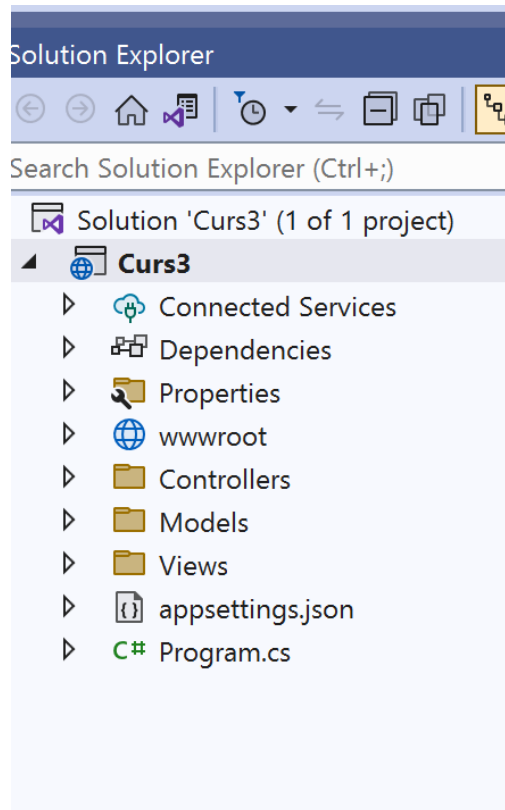 Solution Explorer
Search Solution Explorer (Ctrl+;)
Solution 'Curs3' (1 of 1 project)
Curs3
Connected Services
Dependencies
Properties
wwwroot
Controllers
Models
Views
appsettings.json
C# Program.cs